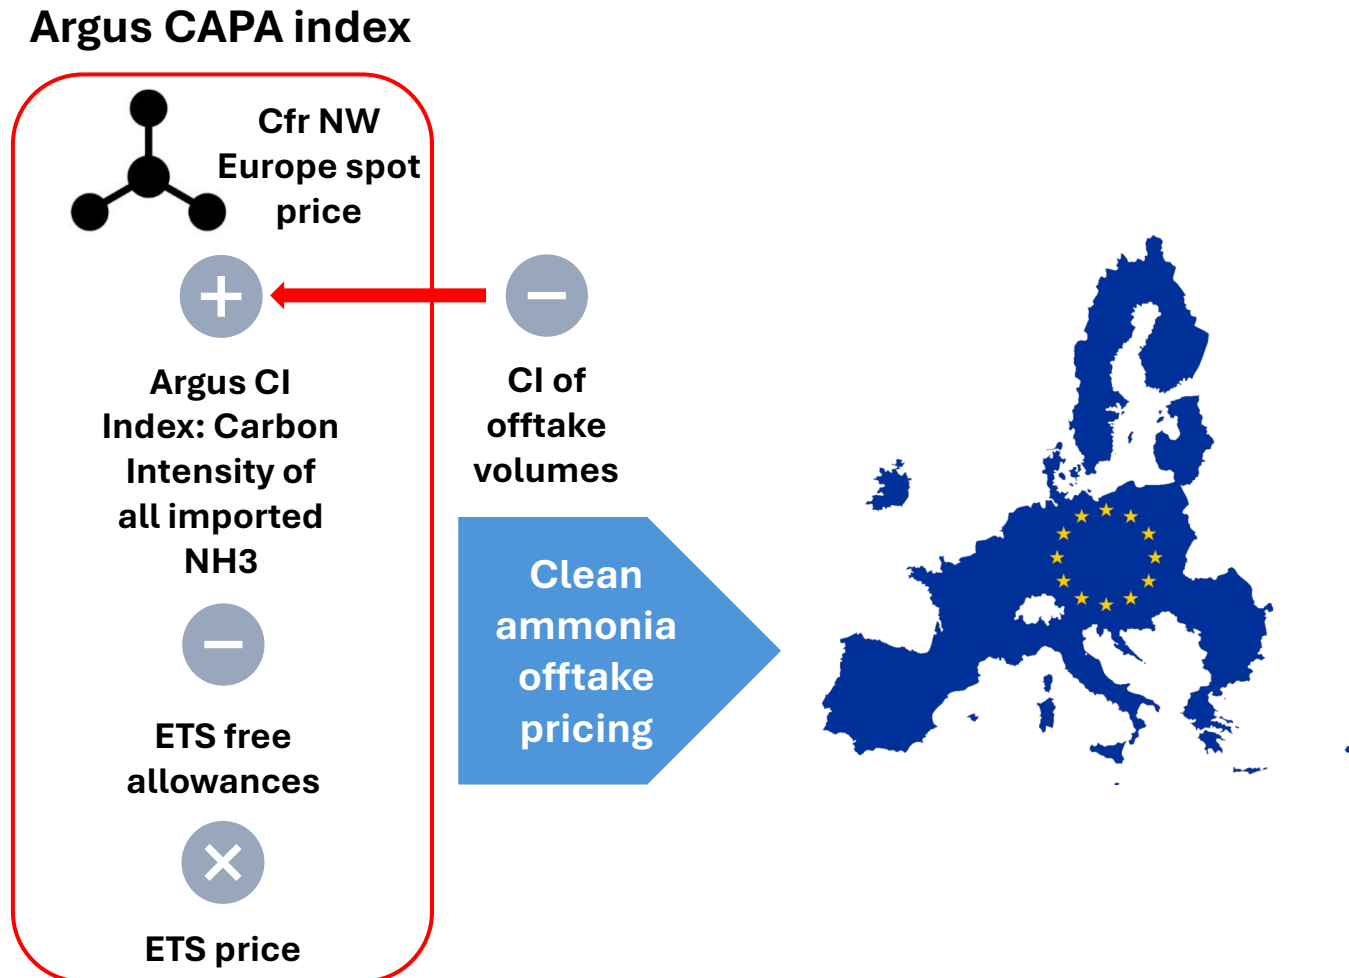 Argus CAPA index
Cfr NW
Europe spot
price
+
−
Argus CI
Index: Carbon
Intensity of
all imported
NH3
CI of
offtake
volumes
−
ETS free
allowances
×
ETS price
Clean
ammonia
offtake
pricing